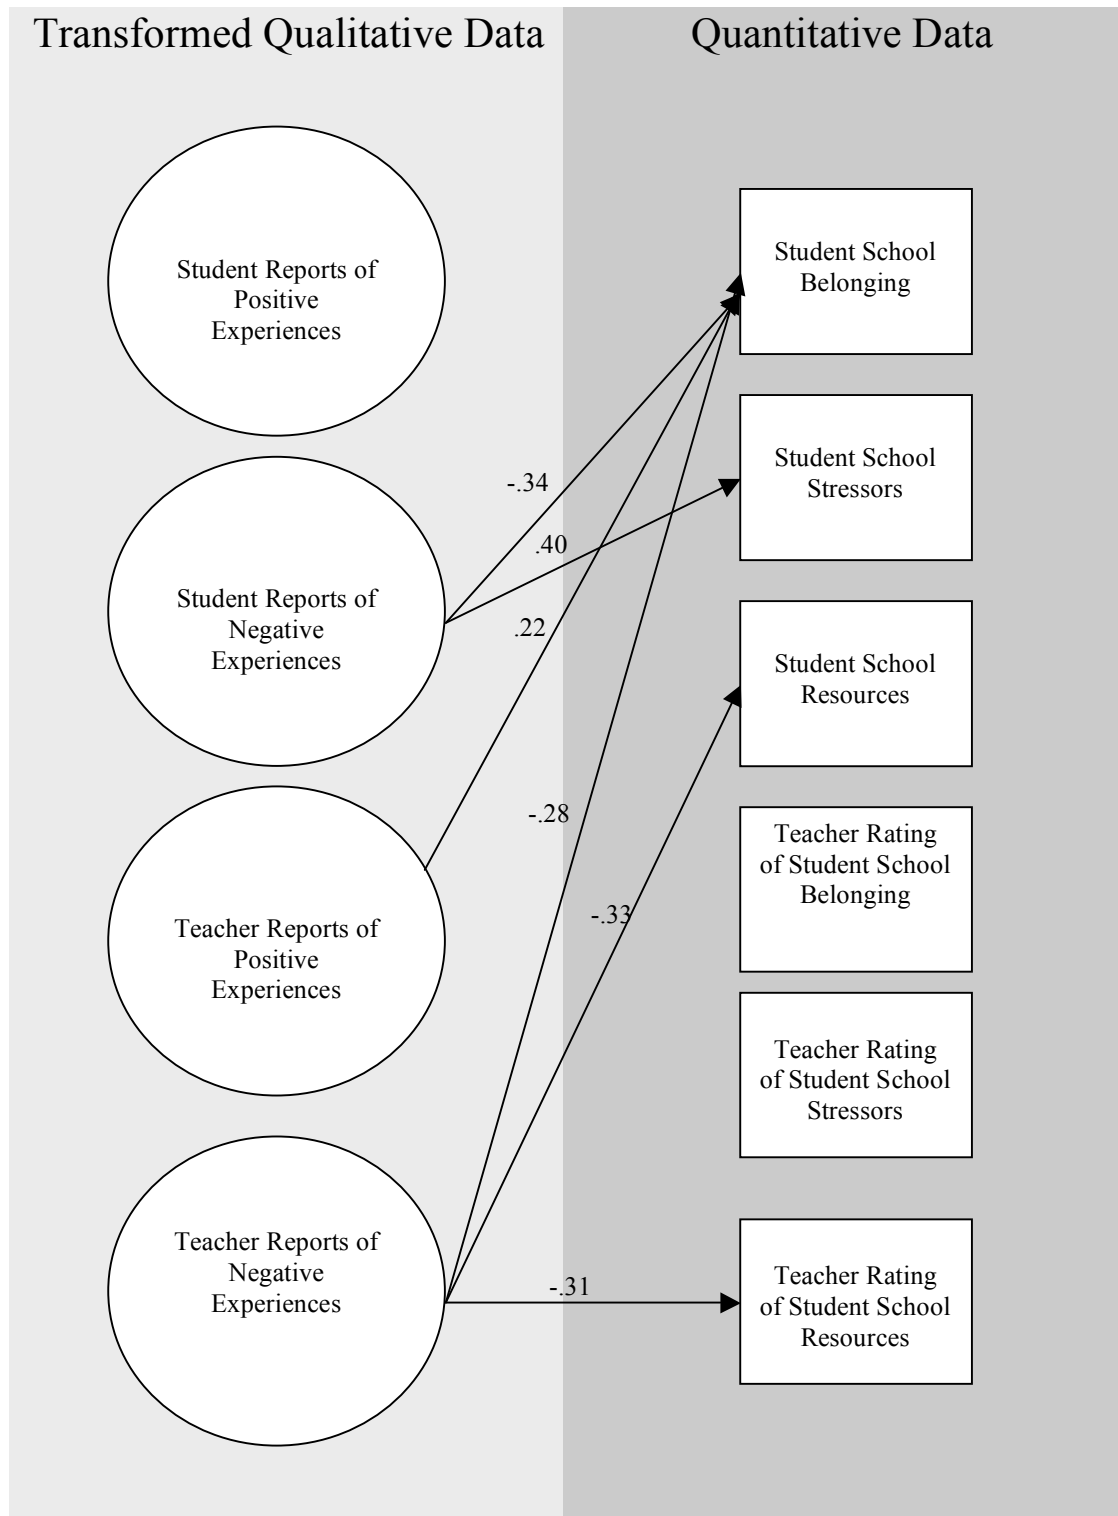 Transformed Qualitative Data
Quantitative Data
Student Reports of
Positive
Experiences
Student Reports of
Negative
Experiences
Teacher Reports of
Positive
Experiences
Teacher Reports of
Negative
Experiences
-.34
.40
.22
-.28
-.33
-.31
Student School
Belonging
Student School
Stressors
Student School
Resources
Teacher Rating
of Student School
Belonging
Teacher Rating
of Student School
Stressors
Teacher Rating
of Student School
Resources